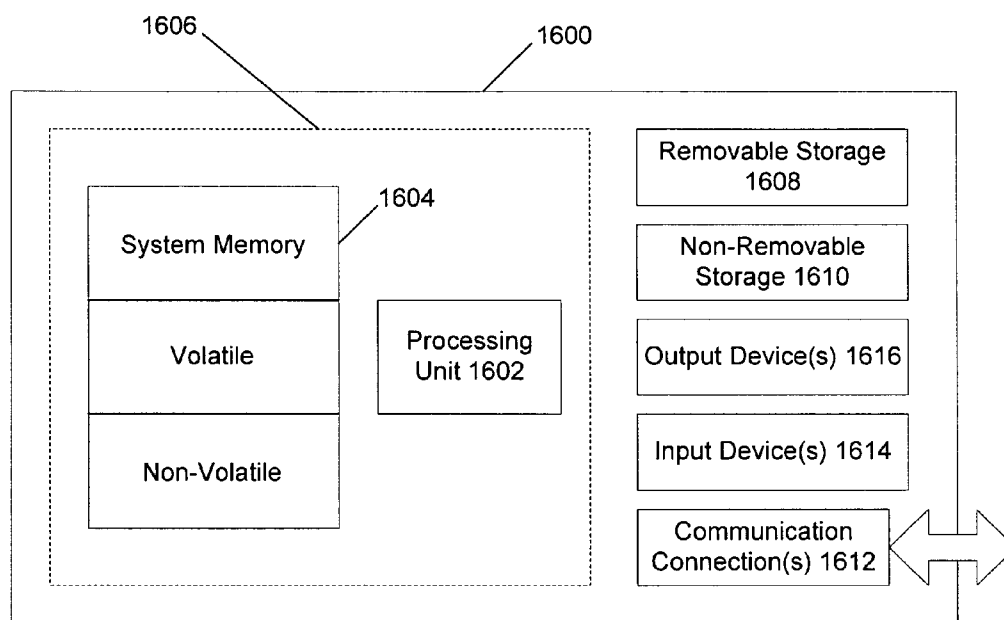 1606
1600
1604
System Memory
Volatile
Non-Volatile
Processing
Unit 1602
Removable Storage
1608
Non-Removable
Storage 1610
Output Device(s) 1616
Input Device(s) 1614
Communication
Connection(s) 1612